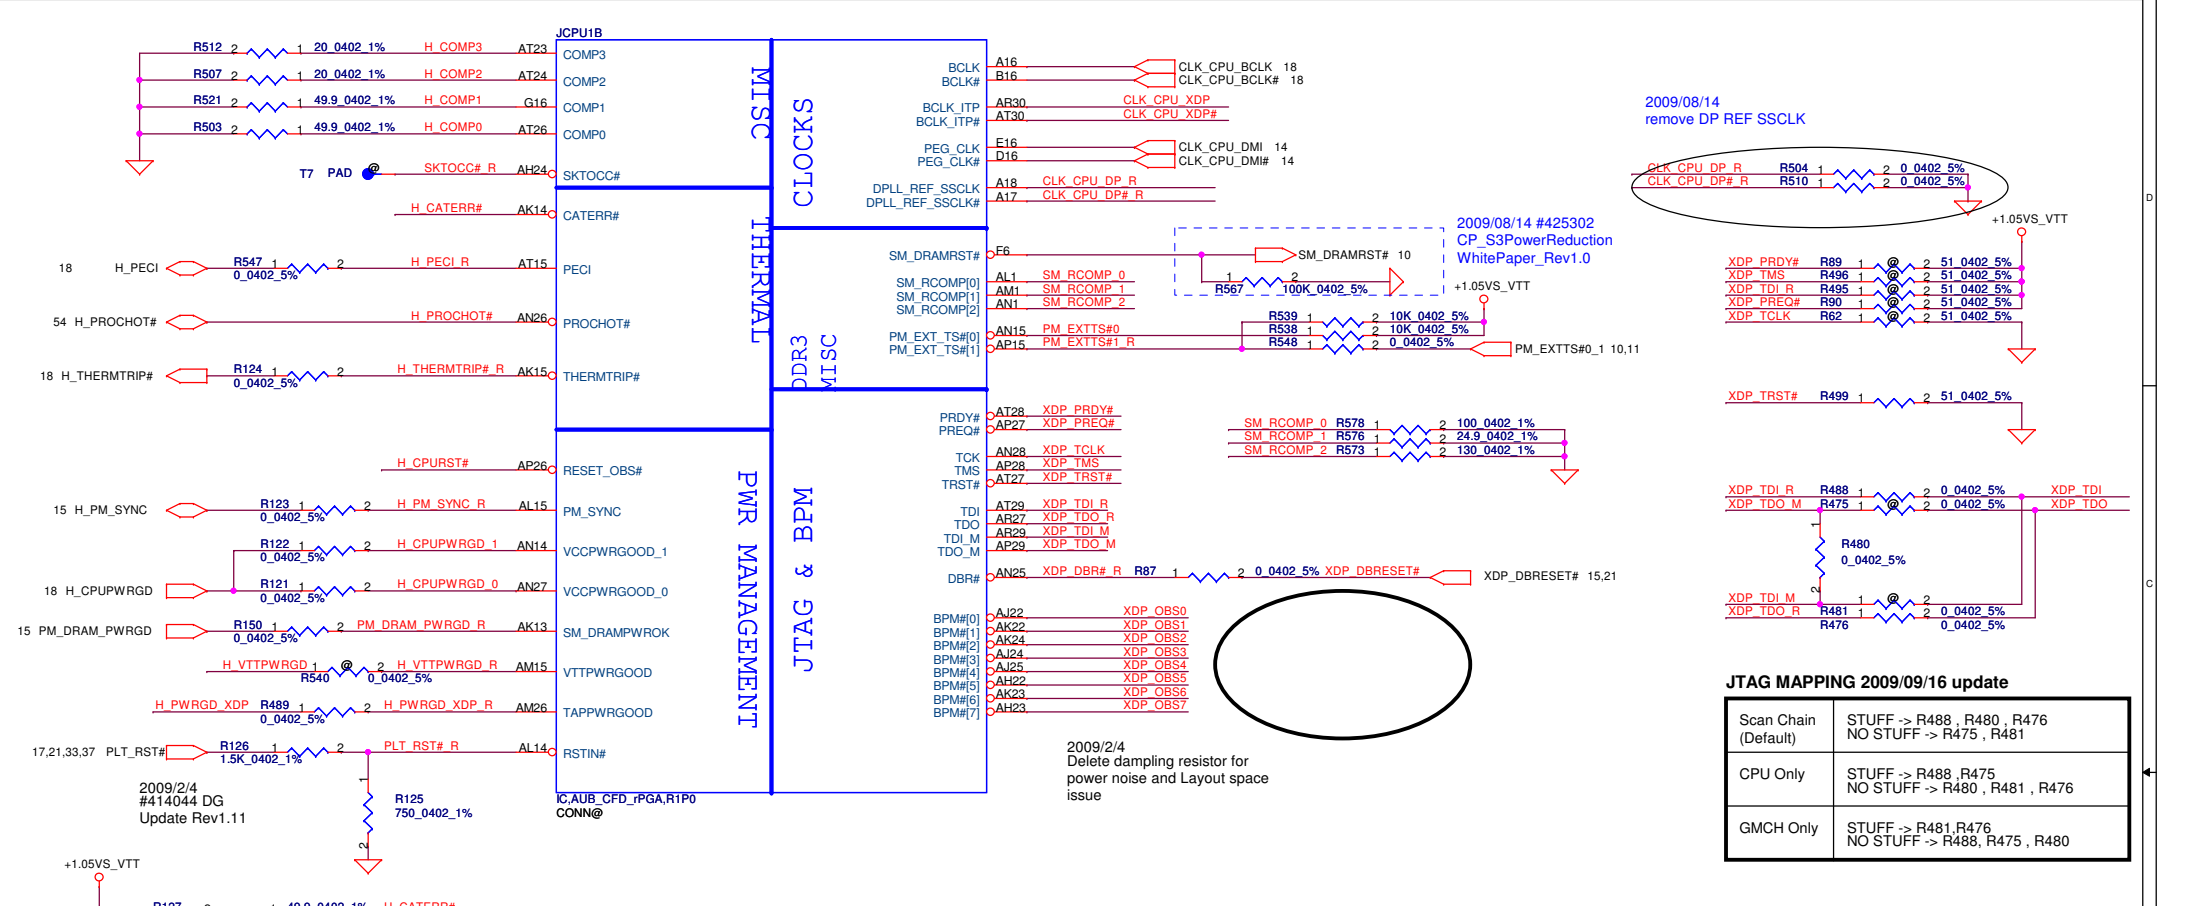 JCPU1B
R512 2 1 20_0402_1% H_COMP3 AT23 COMP3
R507 2 1 20_0402_1% H_COMP2 AT24 COMP2
R521 2 1 49.9_0402_1% H_COMP1 G16 COMP1
R503 2 1 49.9_0402_1% H_COMP0 AT26 COMP0
T7 PAD @ SKTOCC#_R AH24 SKTOCC#
MISC
H_CATERR# AK14 CATERR#
18 H_PECI R547 1 2 H_PECI_R AT15 PECI
0_0402_5%
54 H_PROCHOT# H_PROCHOT# AN26 PROCHOT#
18 H_THERMTRIP# R124 1 2 H_THERMTRIP#_R AK15 THERMTRIP#
0_0402_5%
THERMAL
H_CPURST# AP26 RESET_OBS#
15 H_PM_SYNC R123 1 2 H_PM_SYNC_R AL15 PM_SYNC
0_0402_5%
R122 1 2 H_CPUPWRGD_1 AN14 VCCPWRGOOD_1
0_0402_5%
18 H_CPUPWRGD R121 1 2 H_CPUPWRGD_0 AN27 VCCPWRGOOD_0
0_0402_5%
15 PM_DRAM_PWRGD R150 1 2 PM_DRAM_PWRGD_R AK13 SM_DRAMPWROK
0_0402_5%
H_VTTPWRGD 1 @ 2 H_VTTPWRGD_R AM15 VTTPWRGOOD
R540 0_0402_5%
H_PWRGD_XDP R489 1 2 H_PWRGD_XDP_R AM26 TAPPWRGOOD
0_0402_5%
17,21,33,37 PLT_RST# R126 1 2 PLT_RST#_R AL14 RSTIN#
1.5K_0402_1%
PWR MANAGEMENT
2009/2/4
#414044 DG
Update Rev1.11
1
R125
750_0402_1%
2
IC,AUB_CFD_rPGA,R1P0
CONN@
+1.05VS_VTT
R127 2 1 49.9_0402_1% H_CATERR#
CLOCKS
BCLK A16 CLK_CPU_BCLK 18
BCLK# B16 CLK_CPU_BCLK# 18
BCLK_ITP AR30 CLK_CPU_XDP
BCLK_ITP# AT30 CLK_CPU_XDP#
PEG_CLK E16 CLK_CPU_DMI 14
PEG_CLK# D16 CLK_CPU_DMI# 14
DPLL_REF_SSCLK A18 CLK_CPU_DP_R
DPLL_REF_SSCLK# A17 CLK_CPU_DP#_R
DDR3
MISC
SM_DRAMRST# F6 SM_DRAMRST# 10
1 2
R567 100K_0402_5%
2009/08/14 #425302
CP_S3PowerReduction
WhitePaper_Rev1.0
SM_RCOMP[0] AL1 SM_RCOMP_0
SM_RCOMP[1] AM1 SM_RCOMP_1
SM_RCOMP[2] AN1 SM_RCOMP_2
+1.05VS_VTT
R539 1 2 10K_0402_5%
PM_EXT_TS#[0] AN15 PM_EXTTS#0 R538 1 2 10K_0402_5%
PM_EXT_TS#[1] AP15 PM_EXTTS#1_R R548 1 2 0_0402_5% PM_EXTTS#0_1 10,11
JTAG & BPM
PRDY# AT28 XDP_PRDY#
PREQ# AP27 XDP_PREQ#
TCK AN28 XDP_TCLK
TMS AP28 XDP_TMS
TRST# AT27 XDP_TRST#
TDI AT29 XDP_TDI_R
TDO AR27 XDP_TDO_R
TDI_M AR29 XDP_TDI_M
TDO_M AP29 XDP_TDO_M
DBR# AN25 XDP_DBR#_R R87 1 2 0_0402_5% XDP_DBRESET# XDP_DBRESET# 15,21
BPM#[0] AJ22 XDP_OBS0
BPM#[1] AK22 XDP_OBS1
BPM#[2] AK24 XDP_OBS2
BPM#[3] AJ24 XDP_OBS3
BPM#[4] AJ25 XDP_OBS4
BPM#[5] AH22 XDP_OBS5
BPM#[6] AK23 XDP_OBS6
BPM#[7] AH23 XDP_OBS7
2009/2/4
Delete dampling resistor for
power noise and Layout space
issue
SM_RCOMP_0 R578 1 2 100_0402_1%
SM_RCOMP_1 R576 1 2 24.9_0402_1%
SM_RCOMP_2 R573 1 2 130_0402_1%
2009/08/14
remove DP REF SSCLK
CLK_CPU_DP_R R504 1 2 0_0402_5%
CLK_CPU_DP#_R R510 1 2 0_0402_5%
+1.05VS_VTT
XDP_PRDY# R89 1 @ 2 51_0402_5%
XDP_TMS R496 1 @ 2 51_0402_5%
XDP_TDI_R R495 1 @ 2 51_0402_5%
XDP_PREQ# R90 1 @ 2 51_0402_5%
XDP_TCLK R62 1 @ 2 51_0402_5%
XDP_TRST# R499 1 2 51_0402_5%
XDP_TDI_R R488 1 2 0_0402_5% XDP_TDI
XDP_TDO_M R475 1 @ 2 0_0402_5% XDP_TDO
1
R480
0_0402_5%
2
XDP_TDI_M R481 1 @ 2 0_0402_5%
XDP_TDO_R R476 1 2 0_0402_5%
JTAG MAPPING 2009/09/16 update
Scan Chain STUFF -> R488 , R480 , R476
(Default) NO STUFF -> R475 , R481
CPU Only STUFF -> R488 ,R475
NO STUFF -> R480 , R481 , R476
GMCH Only STUFF -> R481,R476
NO STUFF -> R488, R475 , R480
D
C